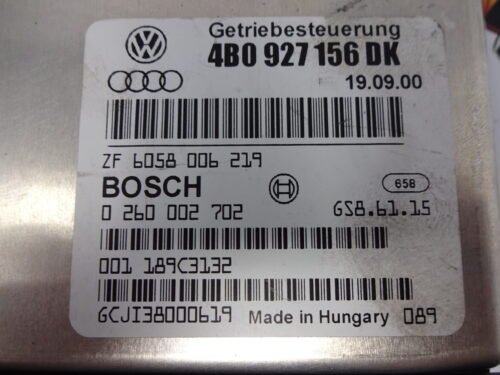 Getriebesteuerung
4B0 927 156 DK
19.09.00
ZF 6058 006 219
BOSCH
658
0 260 002 702
GS8.61.15
001 189C3132
GCJI38000619
Made in Hungary
089